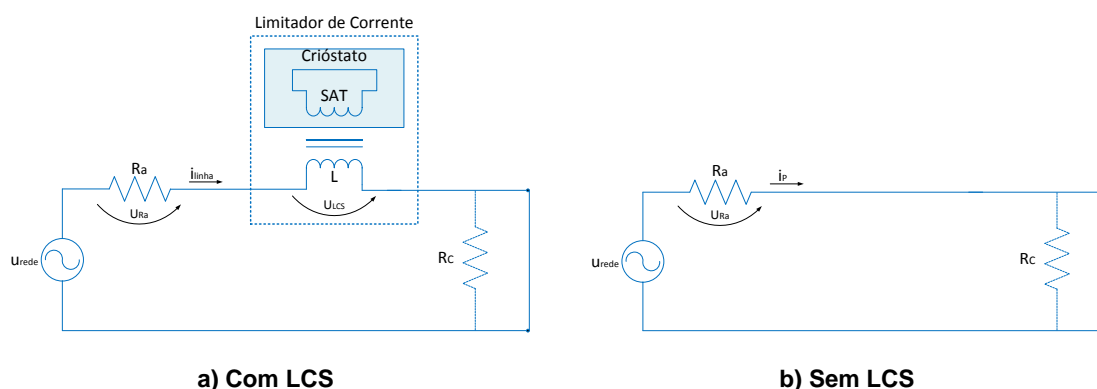 Limitador de Corrente
Crióstato
SAT
Ra
ilinha
L
URa
ULCS
urede
RC
a) Com LCS
Ra
iP
URa
urede
RC
b) Sem LCS